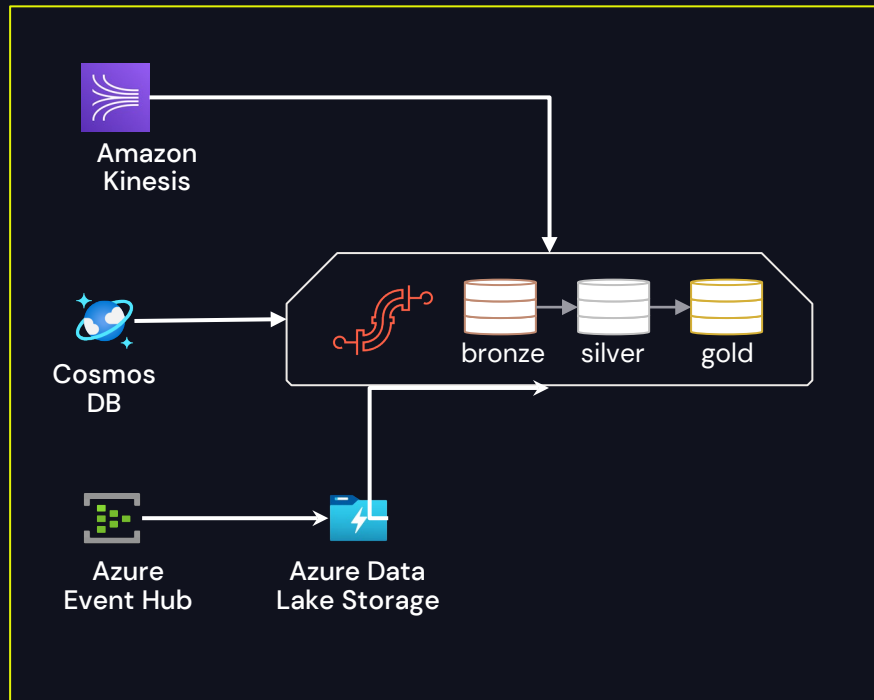 Amazon
Kinesis
Cosmos
DB
bronze
silver
gold
Azure
Event Hub
Azure Data
Lake Storage